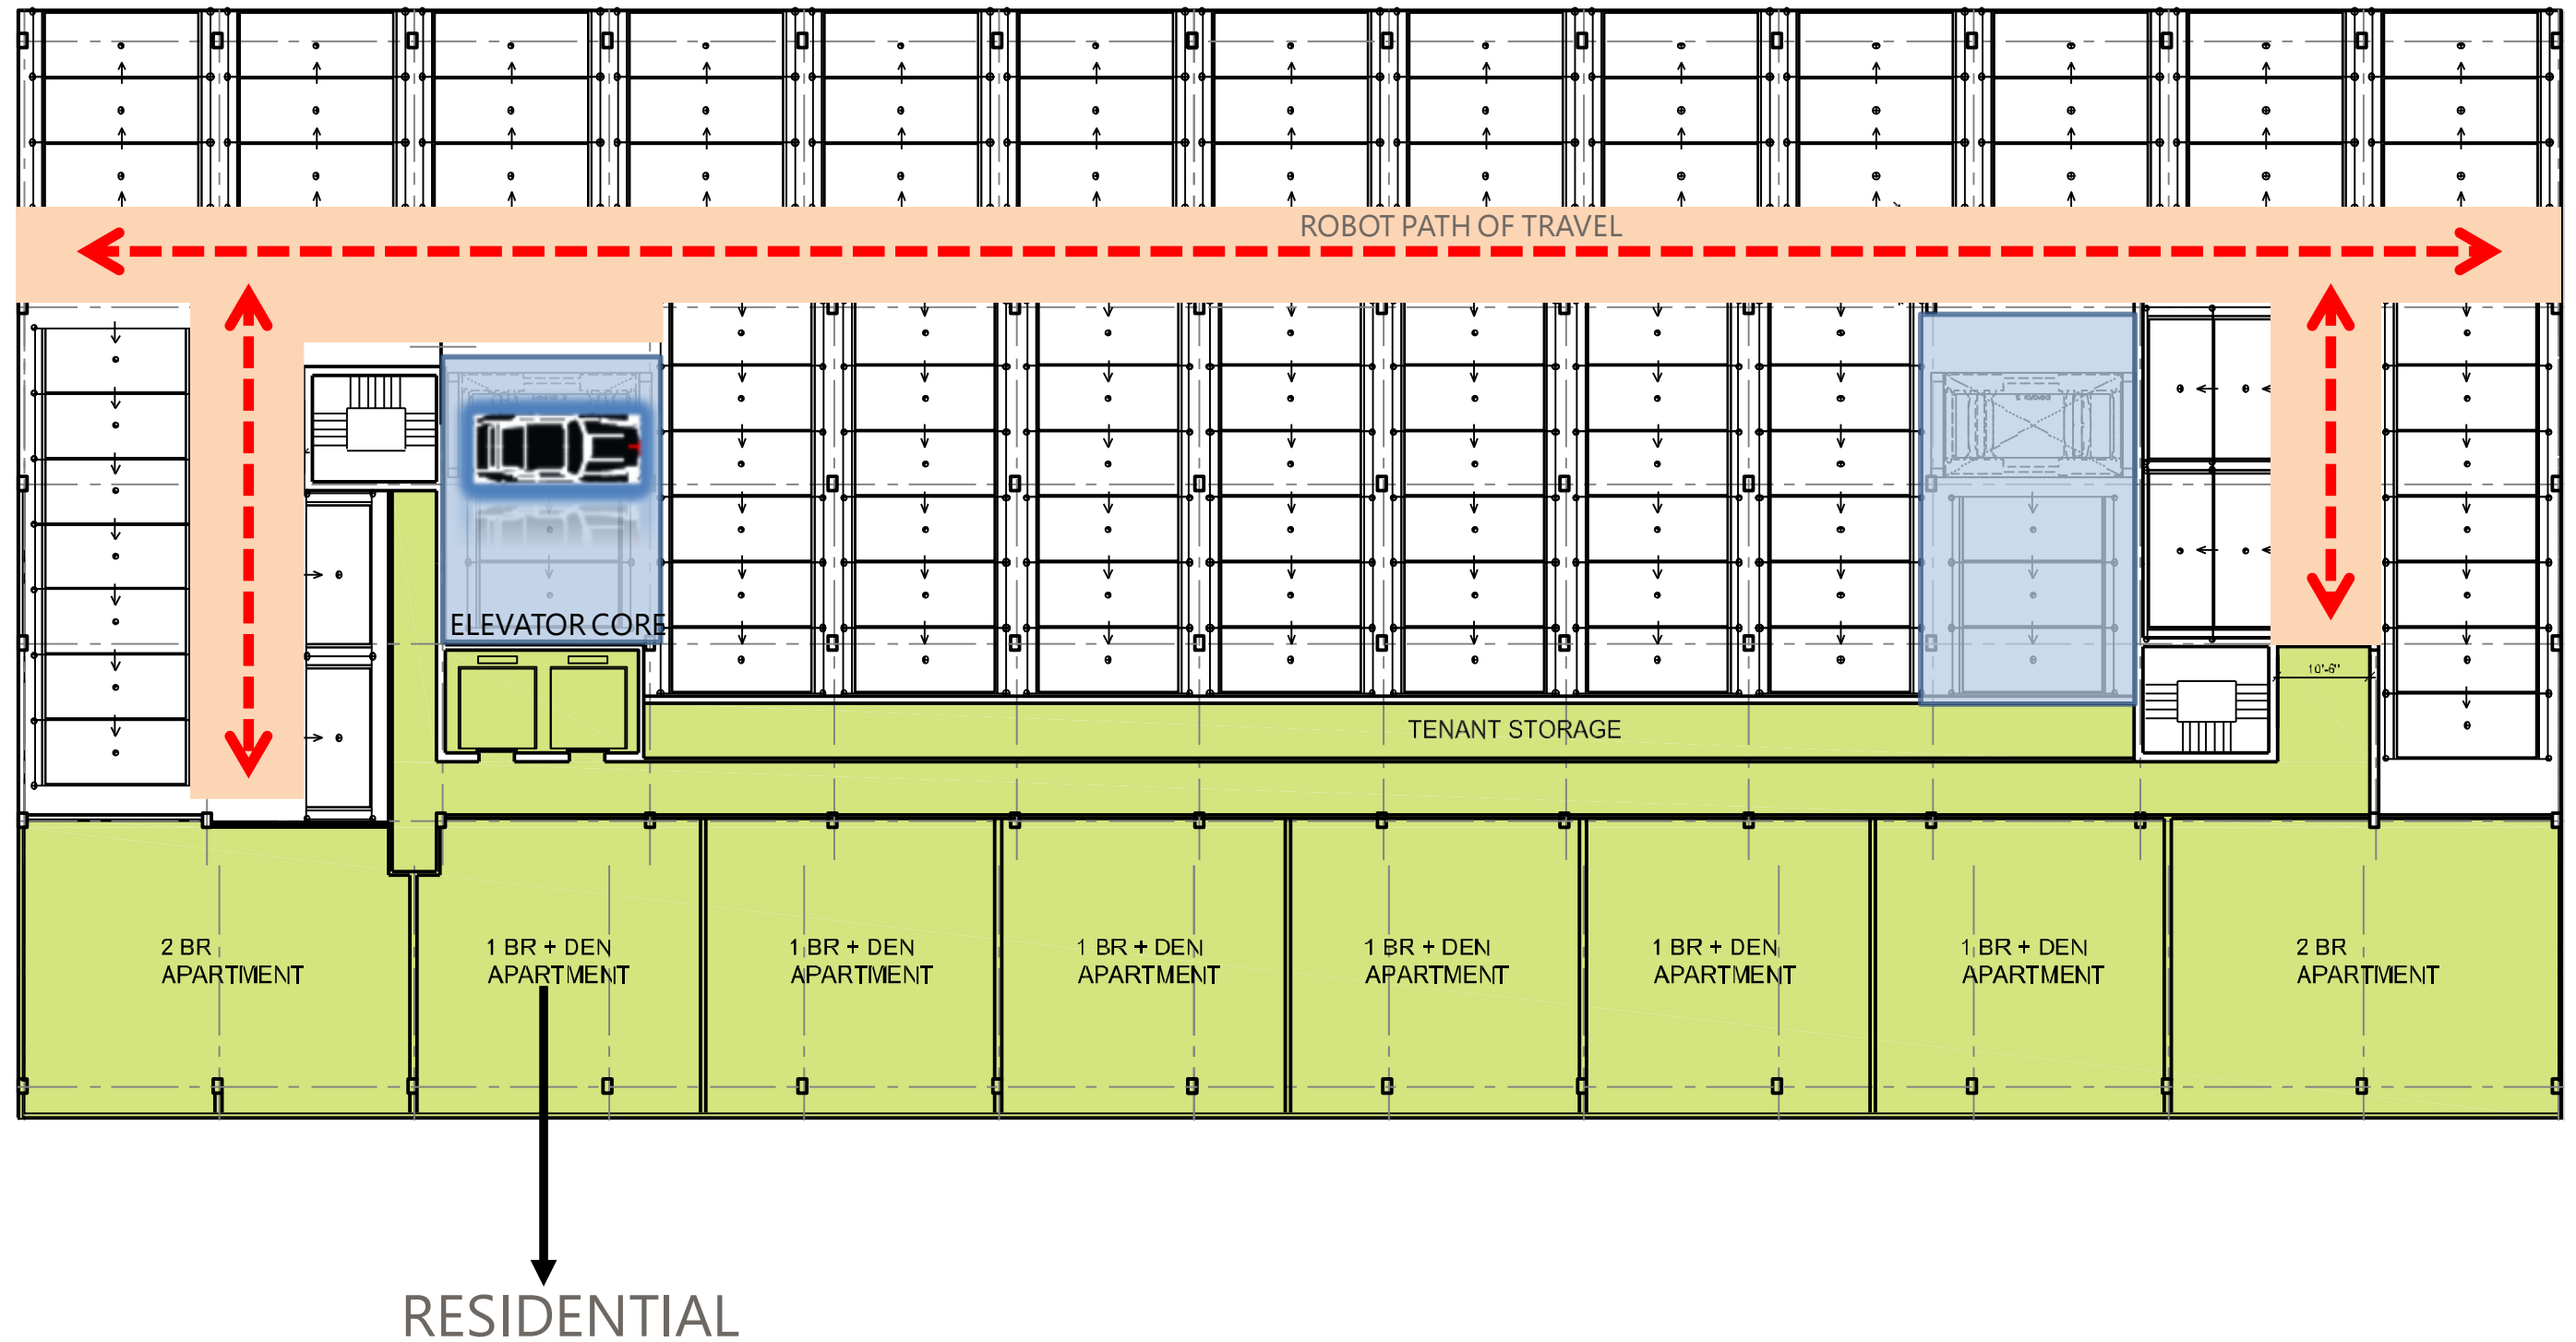 ROBOT PATH OF TRAVEL
ELEVATOR CORE
10'-6"
TENANT STORAGE
2 BR
APARTMENT
1 BR + DEN
APARTMENT
1 BR + DEN
APARTMENT
1 BR + DEN
APARTMENT
1 BR + DEN
APARTMENT
1 BR + DEN
APARTMENT
1 BR + DEN
APARTMENT
2 BR
APARTMENT
RESIDENTIAL